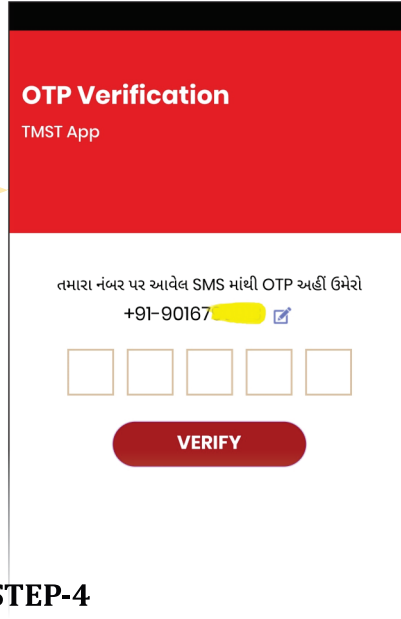 OTP Verification
TMST App
તમારા નંબર પર આવેલ SMS માંથી OTP અહીં ઉમેરો
+91-90167
VERIFY
STEP-4